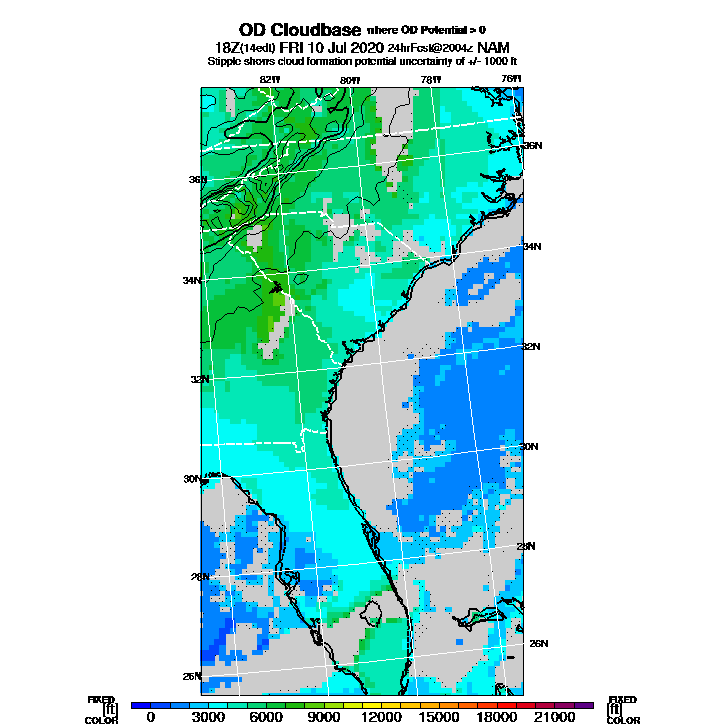 OD Cloudbase where OD Potential > 0
18Z(14edt) FRI 10 Jul 2020 24hrFcst@2004z NAM
Stipple shows cloud formation potential uncertainty of +/- 1000 ft
82W 80W 78W 76W
36N 36N
34N 34N
32N 32N
30N 30N
28N 28N
26N 26N
FIXED FIXED
[ft] [ft]
COLOR 0 3000 6000 9000 12000 15000 18000 21000 COLOR